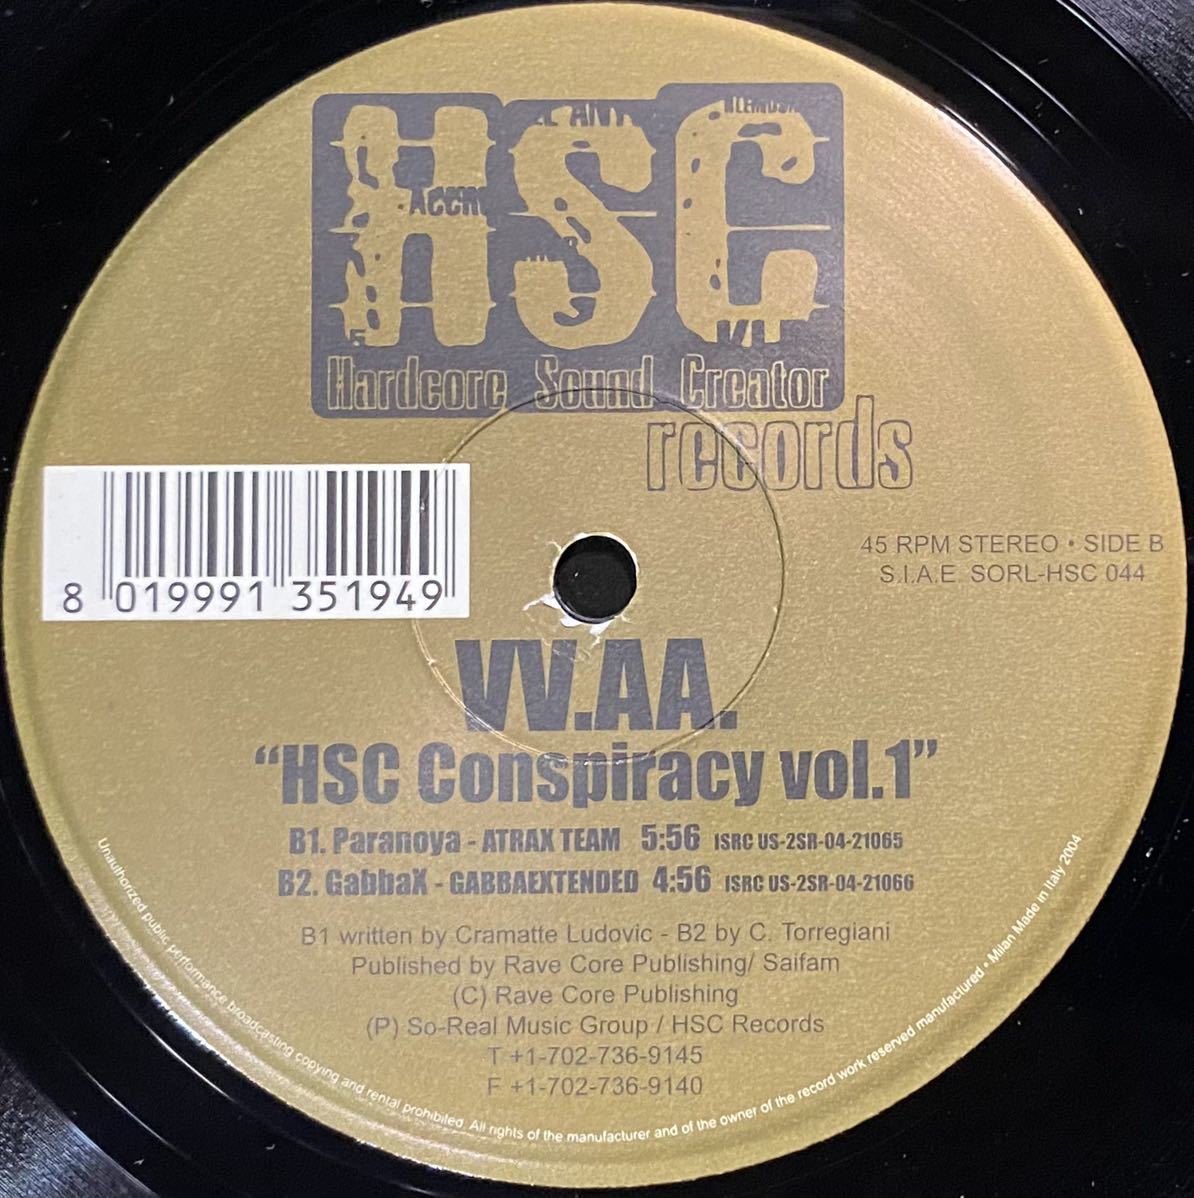 HSC
Hardcore Sound Creator
records
45 RPM STEREO • SIDE B
S.I.A.E. SORL-HSC 044
8 019991 351949
VV.AA.
“HSC Conspiracy vol.1”
B1. Paranoya - ATRAX TEAM 5:56 ISRC US-2SR-04-21065
B2. GabbaX - GABBAEXTENDED 4:56 ISRC US-2SR-04-21066
B1 written by Cramatte Ludovic - B2 by C. Torregiani
Published by Rave Core Publishing/ Saifam
(C) Rave Core Publishing
(P) So-Real Music Group / HSC Records
T +1-702-736-9145
F +1-702-736-9140
Unauthorized public performance broadcasting copying and rental prohibited. All rights of the manufacturer and of the owner of the record work reserved manufactured • Milan Made in Italy 2004